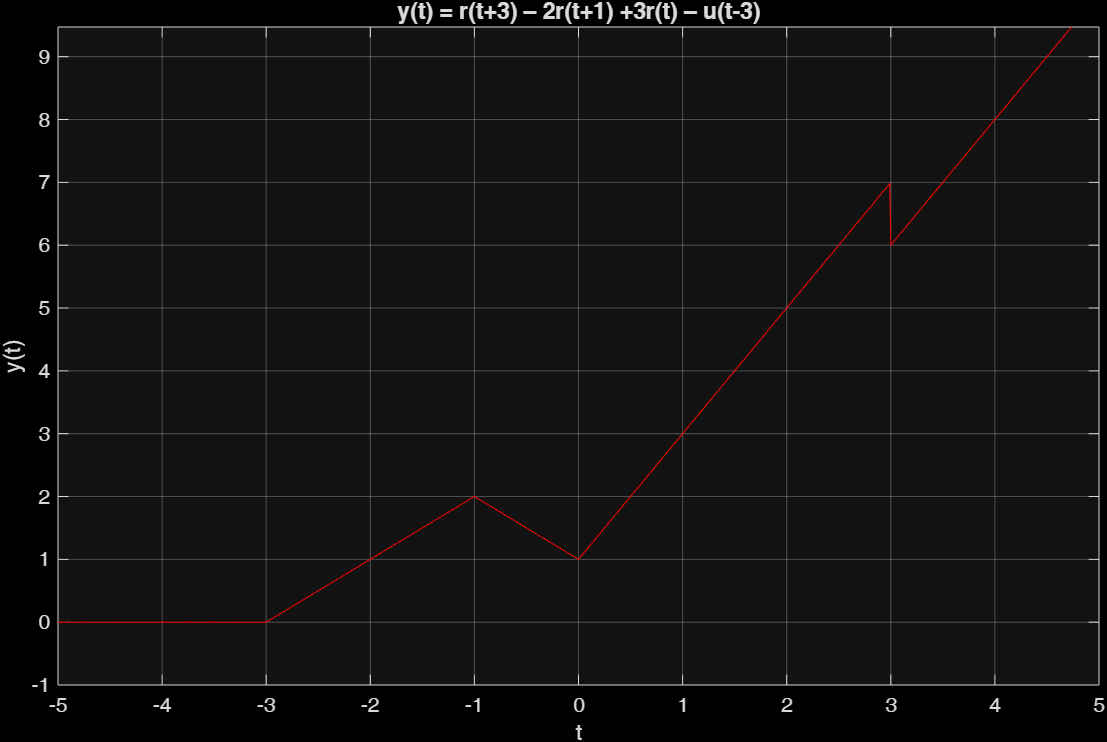 y(t) = r(t+3) – 2r(t+1) +3r(t) – u(t-3)
9
8
7
6
5
4
3
2
1
0
-1
y(t)
-5 -4 -3 -2 -1 0 1 2 3 4 5
t